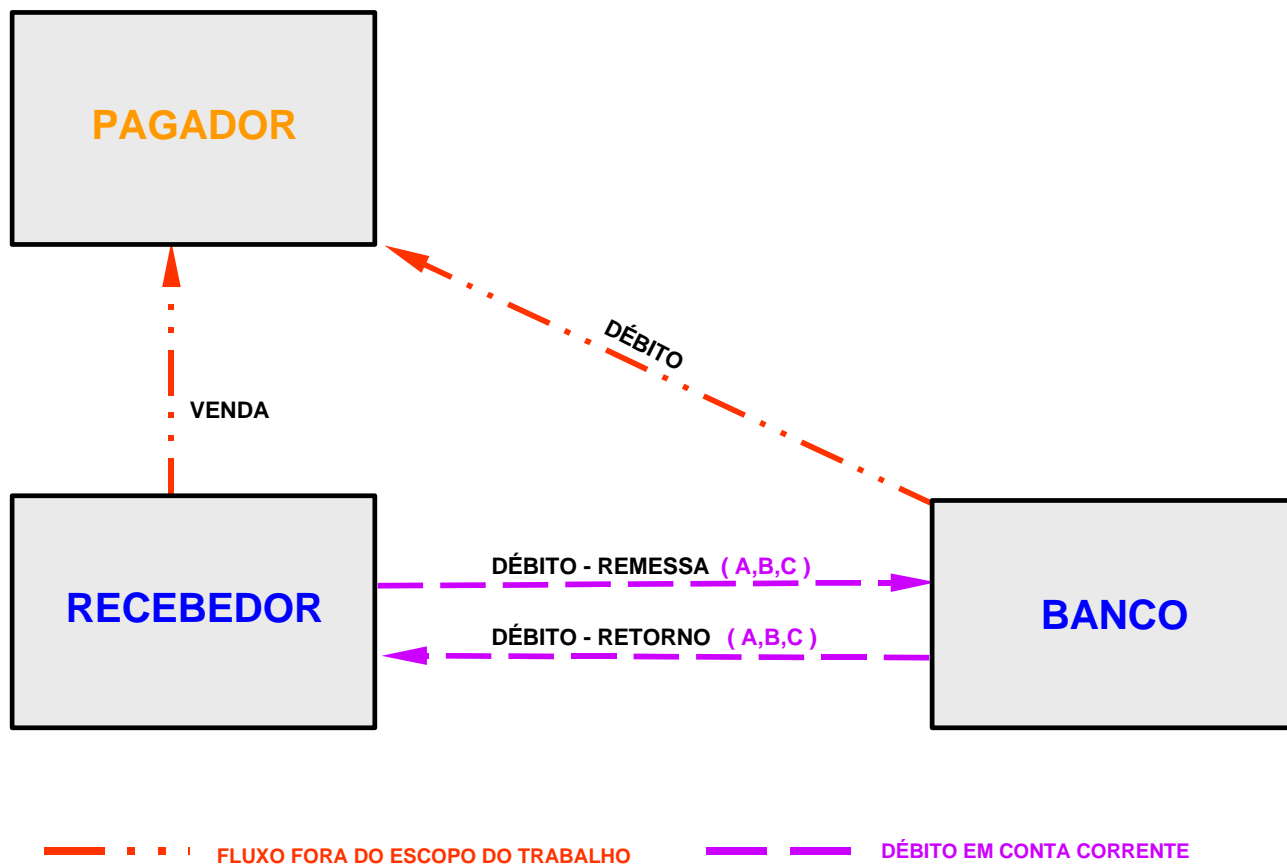 PAGADOR
DÉBITO
VENDA
DÉBITO - REMESSA ( A,B,C )
RECEBEDOR
BANCO
DÉBITO - RETORNO ( A,B,C )
FLUXO FORA DO ESCOPO DO TRABALHO
DÉBITO EM CONTA CORRENTE